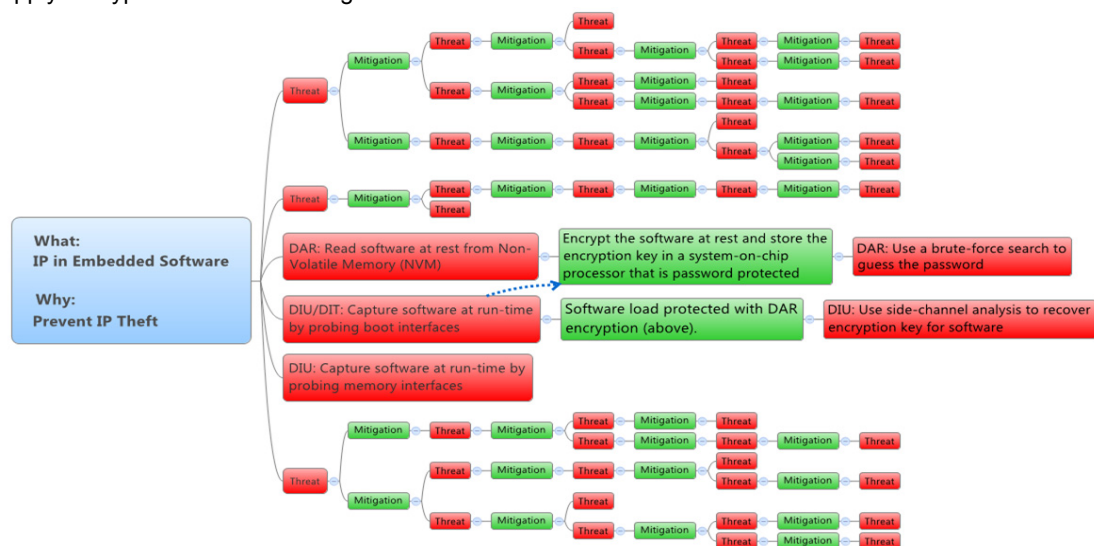 Threat
Threat Mitigation Threat Mitigation Threat
Threat Mitigation
Mitigation Threat Mitigation Threat
Threat Mitigation Threat
Threat Threat Mitigation
Threat Mitigation Threat Mitigation Threat
Threat
Mitigation Threat Mitigation Threat Mitigation Mitigation Threat
Threat
Mitigation Threat
Threat Mitigation Threat Mitigation Threat Mitigation Threat
Threat Mitigation
Threat
What:
IP in Embedded Software
Why:
Prevent IP Theft
DAR: Read software at rest from Non-
Volatile Memory (NVM)
Encrypt the software at rest and store the
encryption key in a system-on-chip
processor that is password protected
DAR: Use a brute-force search to
guess the password
DIU/DIT: Capture software at run-time
by probing boot interfaces
Software load protected with DAR
encryption (above).
DIU: Use side-channel analysis to recover
encryption key for software
DIU: Capture software at run-time by
probing memory interfaces
Threat Mitigation Threat
Mitigation Threat Mitigation
Threat Mitigation Threat Mitigation Threat
Threat
Threat Mitigation Threat Mitigation
Threat Threat Mitigation Threat
Mitigation Threat
Threat Mitigation Threat Mitigation Threat
Threat Mitigation
Threat Mitigation Threat